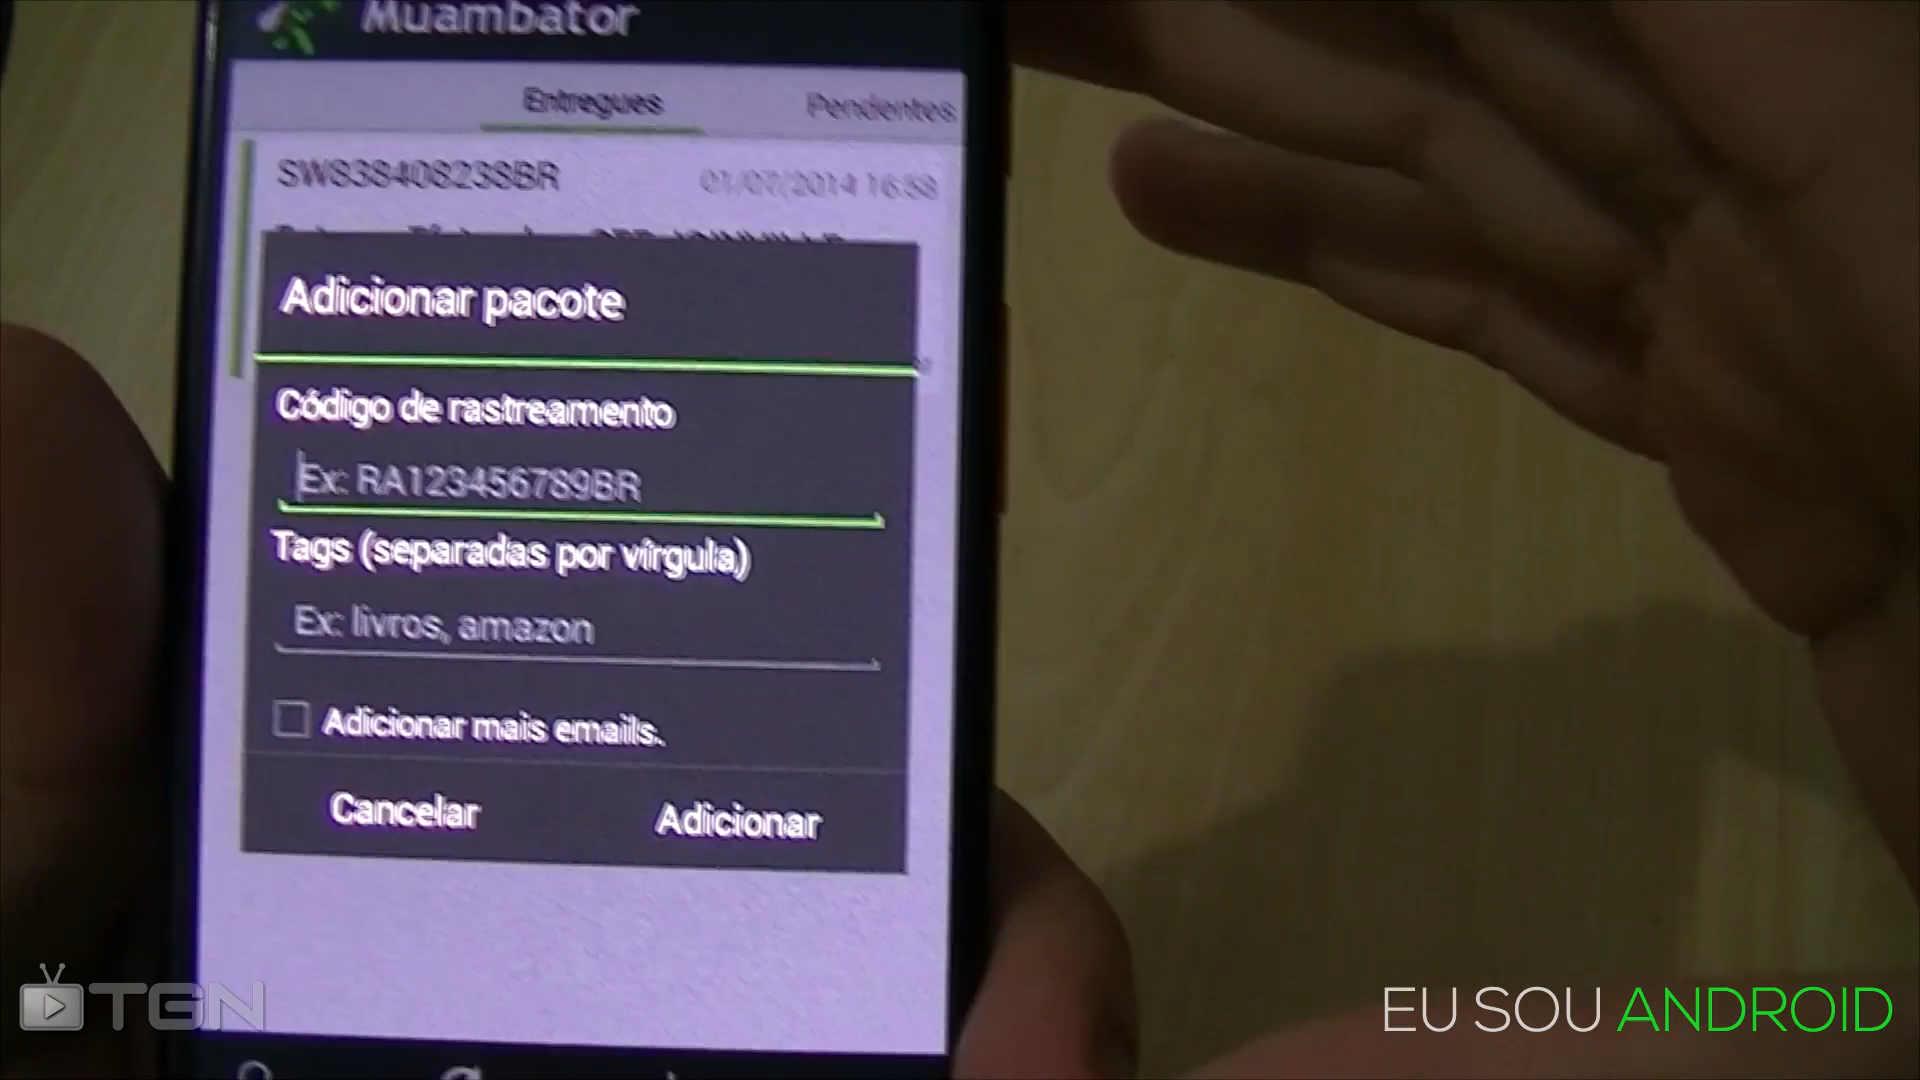 Muambator
Entregues
Pendentes
SW838408238BR
01/07/2014 16:58
Adicionar pacote
Código de rastreamento
Ex: RA123456789BR
Tags (separadas por vírgula)
Ex: livros, amazon
Adicionar mais emails.
Cancelar
Adicionar
TGN
EU SOU ANDROID